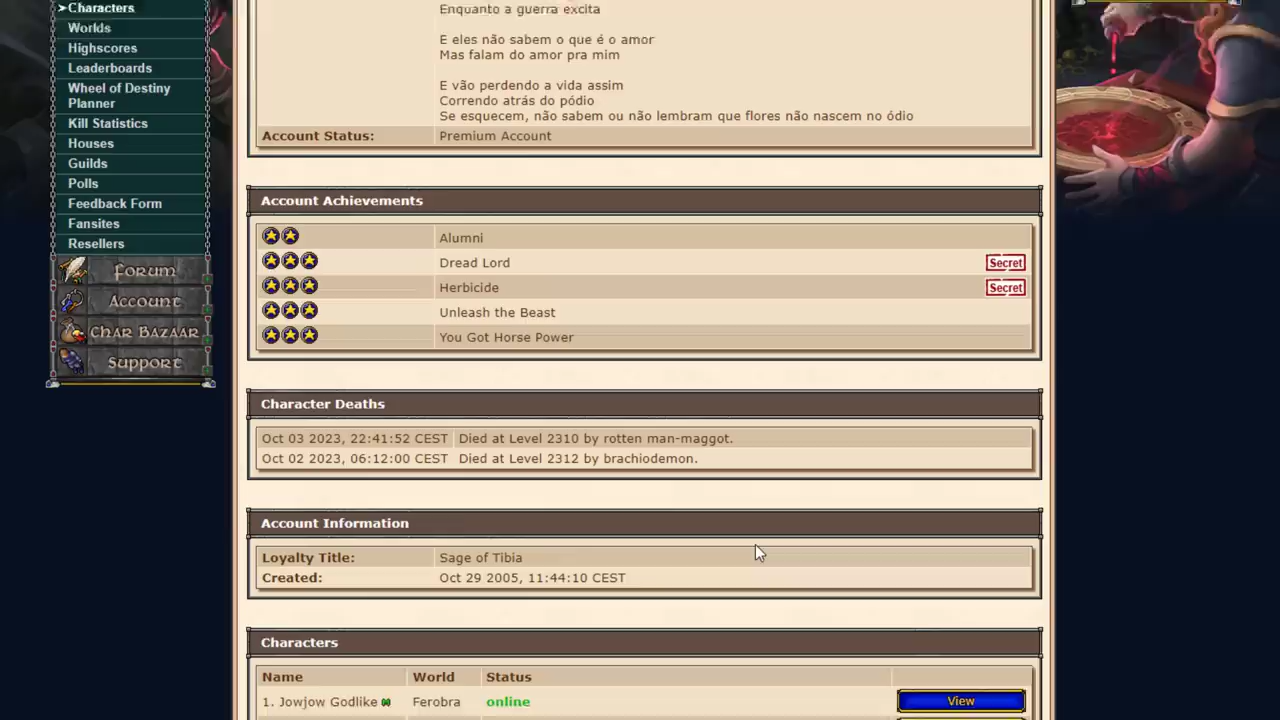 Characters
Worlds
Highscores
Leaderboards
Wheel of Destiny
Planner
Kill Statistics
Houses
Guilds
Polls
Feedback Form
Fansites
Resellers
Forum
Account
Char Bazaar
Support
Enquanto a guerra excita
E eles não sabem o que é o amor
Mas falam do amor pra mim
E vão perdendo a vida assim
Correndo atrás do pódio
Se esquecem, não sabem ou não lembram que flores não nascem no ódio
Account Status: Premium Account
Account Achievements
Alumni
Dread Lord Secret
Herbicide Secret
Unleash the Beast
You Got Horse Power
Character Deaths
Oct 03 2023, 22:41:52 CEST Died at Level 2310 by rotten man-maggot.
Oct 02 2023, 06:12:00 CEST Died at Level 2312 by brachiodemon.
Account Information
Loyalty Title: Sage of Tibia
Created: Oct 29 2005, 11:44:10 CEST
Characters
Name World Status
1. Jowjow Godlike Ferobra online View